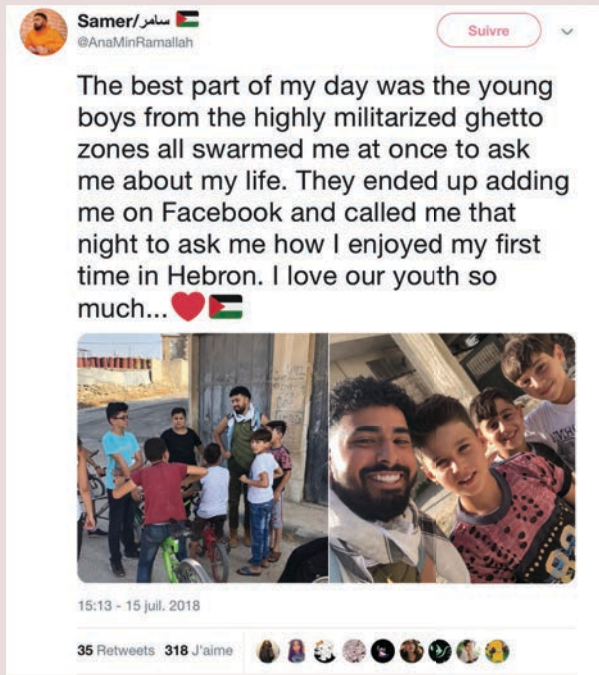 Samer/سامر 🇵🇸
@AnaMinRamallah
Suivre
The best part of my day was the young
boys from the highly militarized ghetto
zones all swarmed me at once to ask
me about my life. They ended up adding
me on Facebook and called me that
night to ask me how I enjoyed my first
time in Hebron. I love our youth so
much...❤️🇵🇸
15:13 - 15 juil. 2018
35 Retweets 318 J'aime